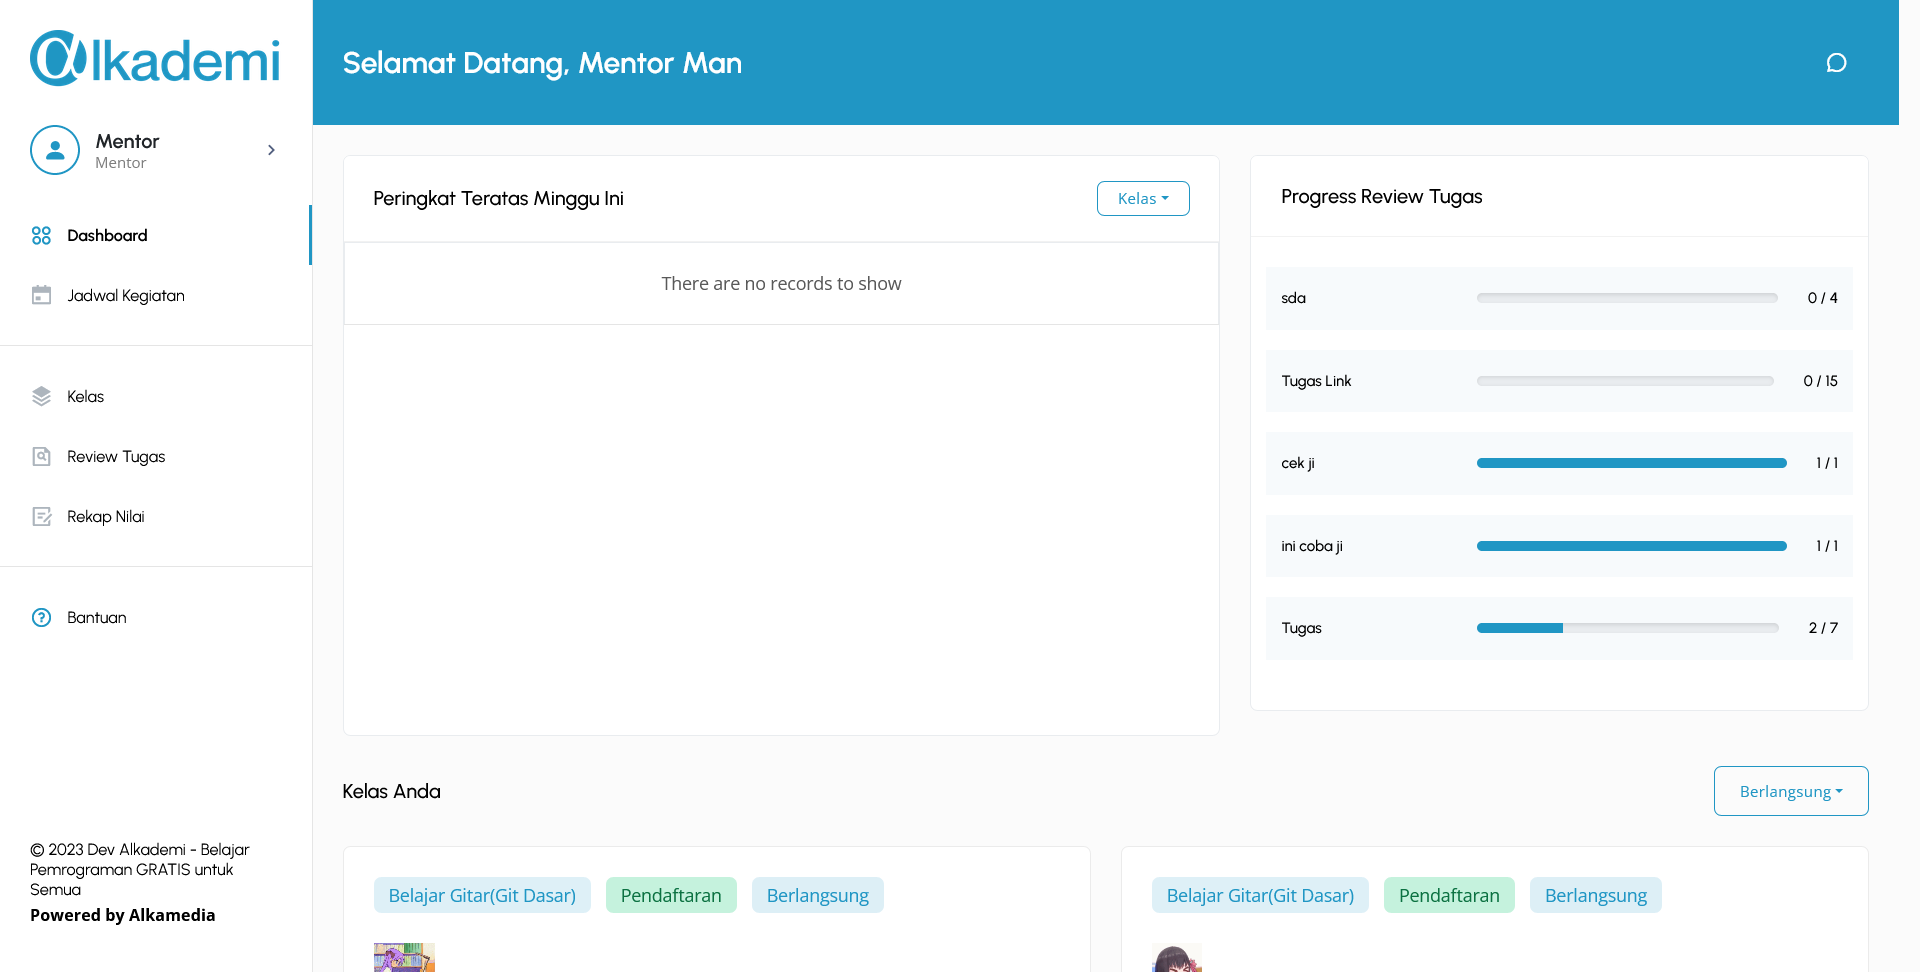 @lkademi
Selamat Datang, Mentor Man
Mentor
Mentor
Dashboard
Jadwal Kegiatan
Kelas
Review Tugas
Rekap Nilai
Bantuan
© 2023 Dev Alkademi - Belajar
Pemrograman GRATIS untuk
Semua
Powered by Alkamedia
Peringkat Teratas Minggu Ini
Kelas
There are no records to show
Progress Review Tugas
sda 0 / 4
Tugas Link 0 / 15
cek ji 1 / 1
ini coba ji 1 / 1
Tugas 2 / 7
Kelas Anda
Berlangsung
Belajar Gitar(Git Dasar) Pendaftaran Berlangsung
Belajar Gitar(Git Dasar) Pendaftaran Berlangsung